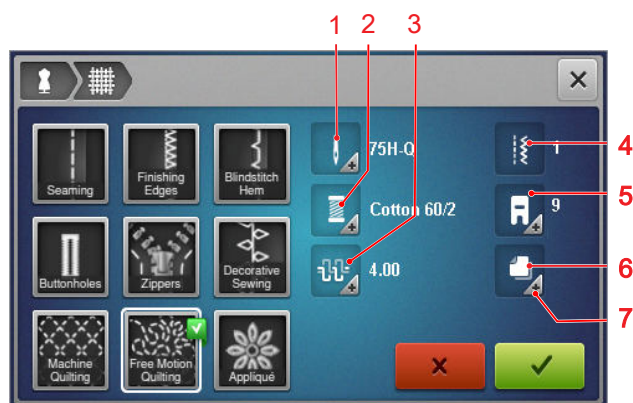 1 2 3
Seaming
Finishing
Edges
Blindstitch
Hem
75H-Q
1
4
Buttonholes
Zippers
Decorative
Sewing
Cotton 60/2
9
5
4.00
6
7
Machine
Quilting
Free Motion
Quilting
Appliqué